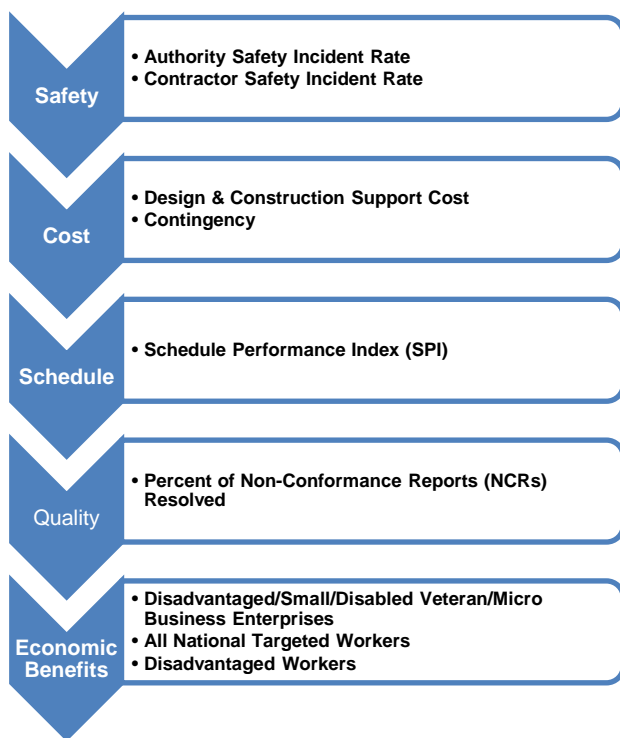 Safety
• Authority Safety Incident Rate
• Contractor Safety Incident Rate
Cost
• Design & Construction Support Cost
• Contingency
Schedule
• Schedule Performance Index (SPI)
Quality
• Percent of Non-Conformance Reports (NCRs)
Resolved
Economic
Benefits
• Disadvantaged/Small/Disabled Veteran/Micro
Business Enterprises
• All National Targeted Workers
• Disadvantaged Workers